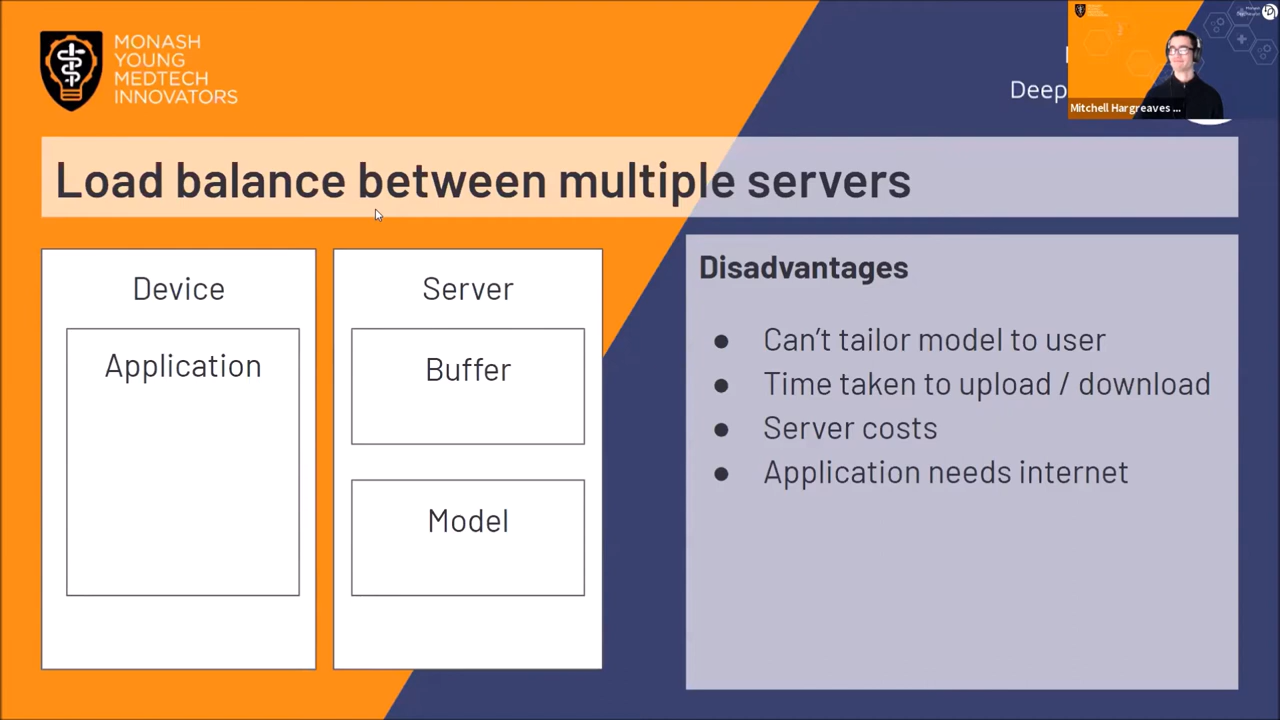 MONASH
YOUNG
MEDTECH
INNOVATORS
Deep
Mitchell Hargreaves ...
Load balance between multiple servers
Device
Application
Server
Buffer
Model
Disadvantages
● Can't tailor model to user
● Time taken to upload / download
● Server costs
● Application needs internet